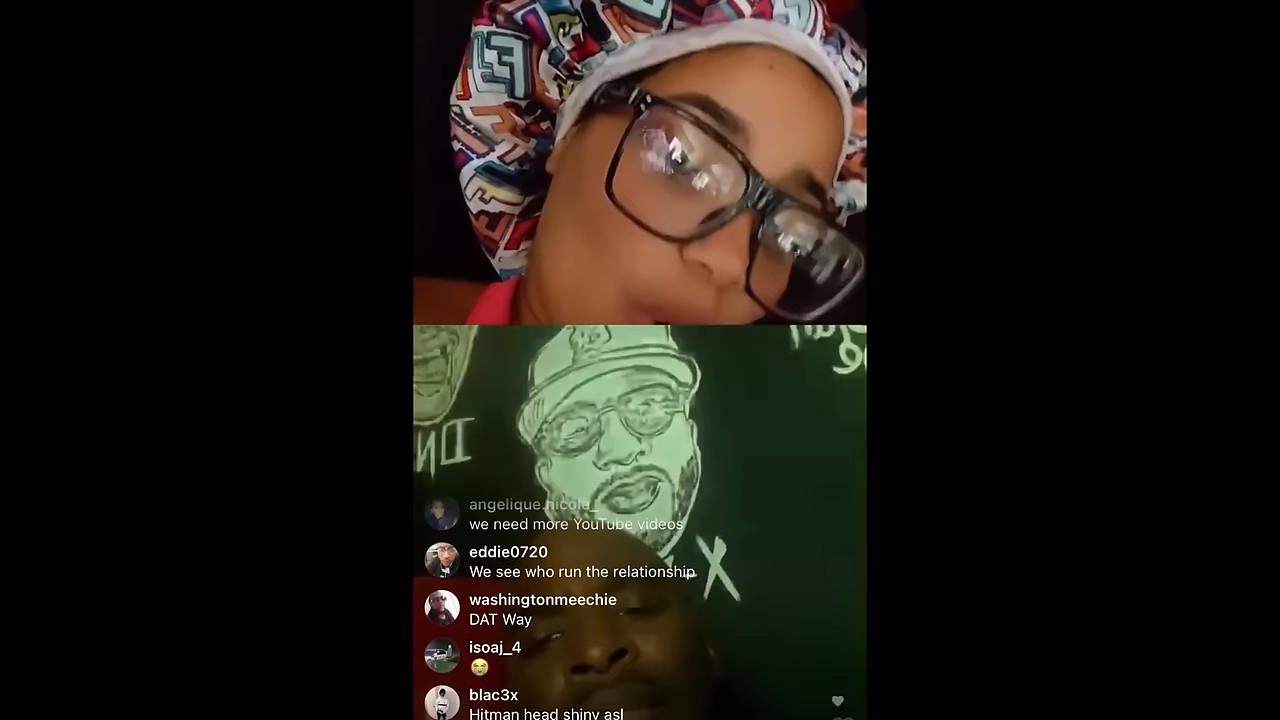 angelique.nicole_
we need more YouTube videos
eddie0720
We see who run the relationship
X
washingtonmeechie
DAT Way
isoaj_4
😭
blac3x
Hitman head shiny asl